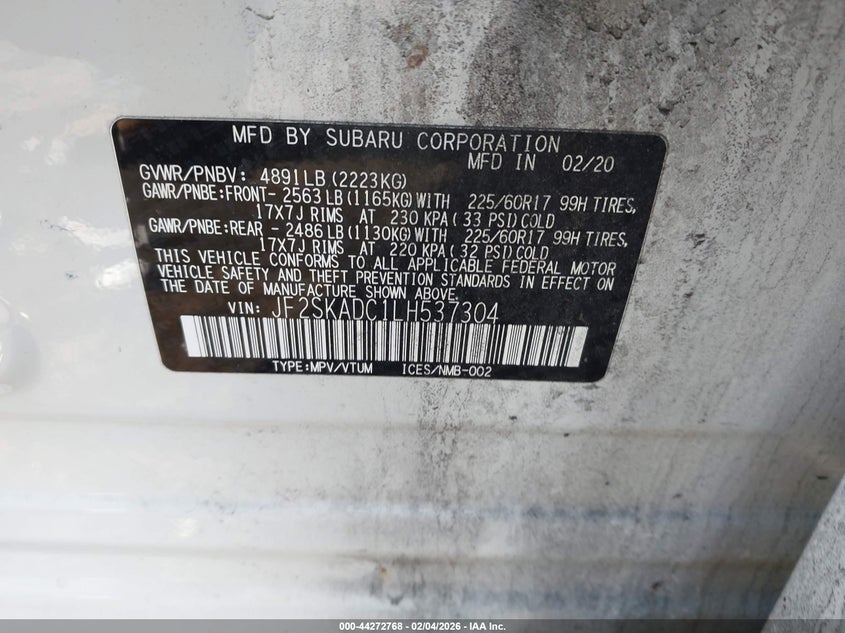 MFD BY SUBARU CORPORATION
MFD IN 02/20
GVWR/PNBV: 4891LB (2223KG)
GAWR/PNBE:FRONT- 2563LB (1165KG) WITH 225/60R17 99H TIRES,
17X7J RIMS AT 230 KPA( 33 PSI) COLD
GAWR/PNBE:REAR - 2486LB (1130KG) WITH 225/60R17 99H TIRES,
17X7J RIMS AT 220 KPA( 32 PSI) COLD
THIS VEHICLE CONFORMS TO ALL APPLICABLE FEDERAL MOTOR
VEHICLE SAFETY AND THEFT PREVENTION STANDARDS IN EFFECT ON
THE DATE OF MANUFACTURE SHOWN ABOVE.
VIN: JF2SKADC1LH537304
TYPE:MPV/VTUM ICES/NMB-002
000-44272768 - 02/04/2026 - IAA Inc.